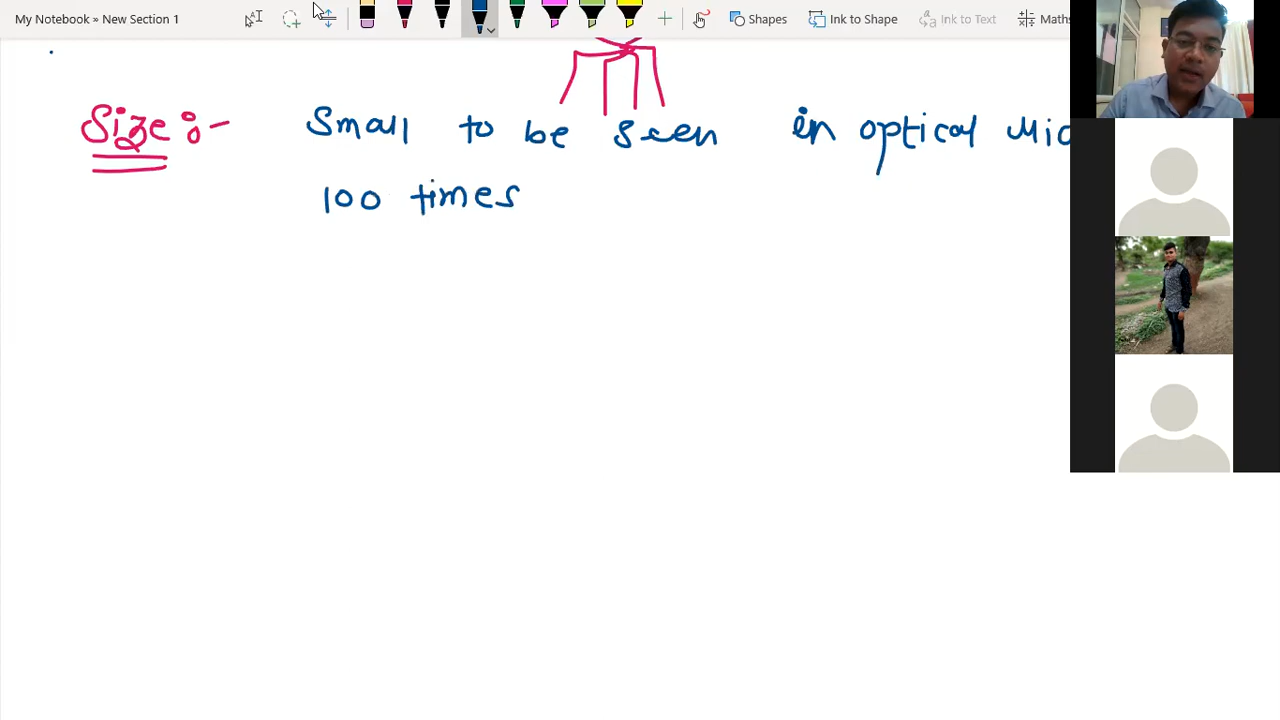 My Notebook » New Section 1
Shapes
Ink to Shape
Ink to Text
Maths
Size :- Small to be seen in optical Mic
100 times